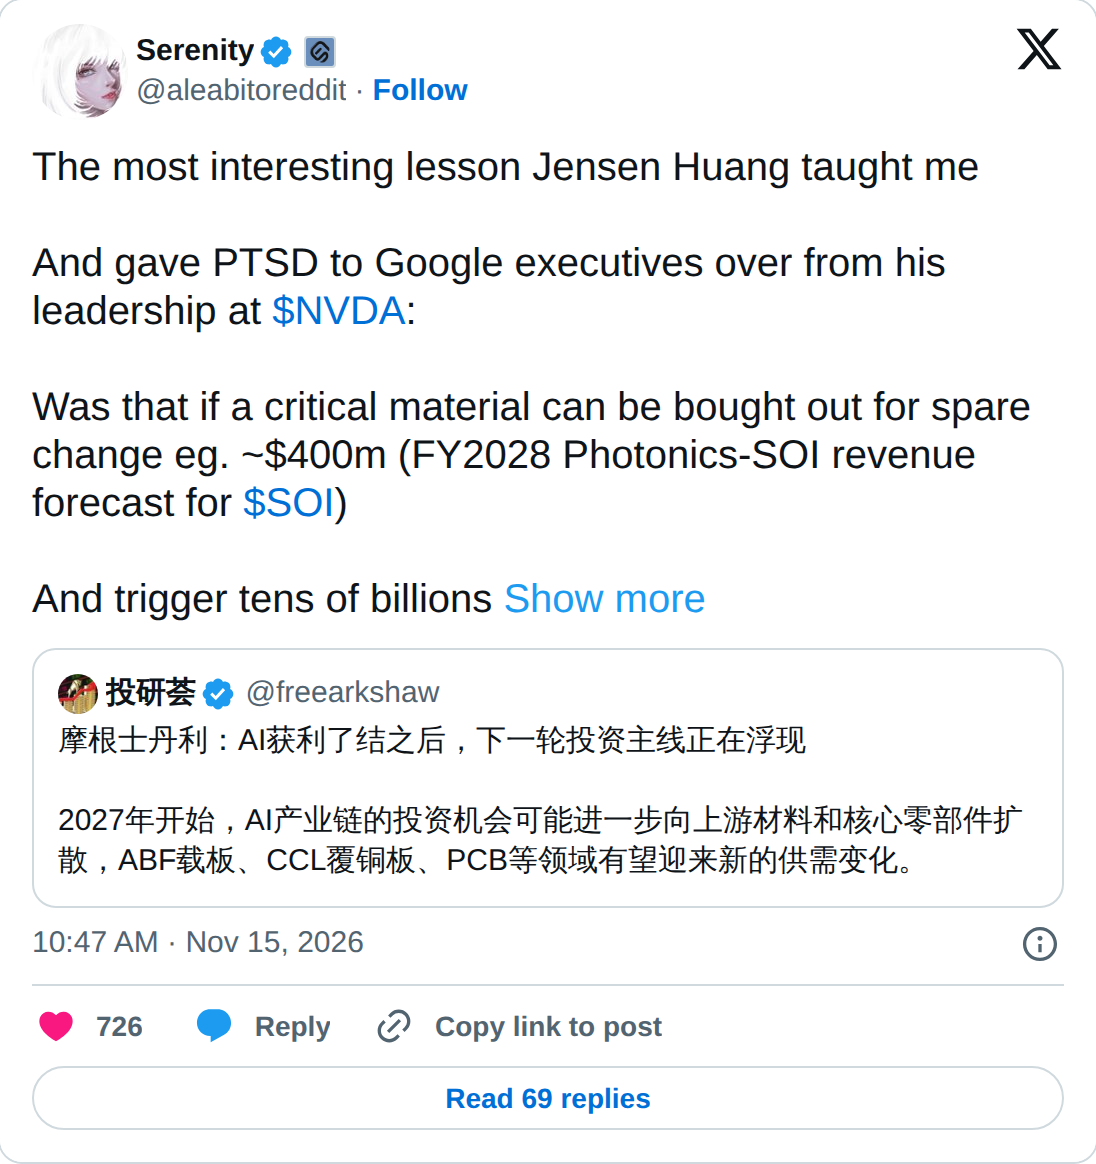 Serenity
@aleabitoreddit · Follow
The most interesting lesson Jensen Huang taught me
And gave PTSD to Google executives over from his
leadership at $NVDA:
Was that if a critical material can be bought out for spare
change eg. ~$400m (FY2028 Photonics-SOI revenue
forecast for $SOI)
And trigger tens of billions Show more
投研荟 @freearkshaw
摩根士丹利：AI获利了结之后，下一轮投资主线正在浮现
2027年开始，AI产业链的投资机会可能进一步向上游材料和核心零部件扩
散，ABF载板、CCL覆铜板、PCB等领域有望迎来新的供需变化。
10:47 AM · Nov 15, 2026
726 Reply Copy link to post
Read 69 replies